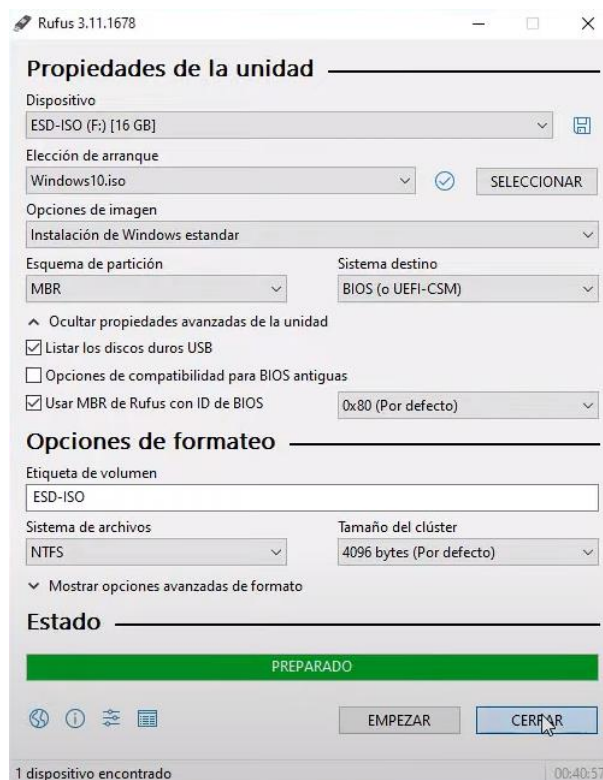 Rufus 3.11.1678
Propiedades de la unidad
Dispositivo
ESD-ISO (F:) [16 GB]
Elección de arranque
Windows10.iso
SELECCIONAR
Opciones de imagen
Instalación de Windows estandar
Esquema de partición Sistema destino
MBR BIOS (o UEFI-CSM)
Ocultar propiedades avanzadas de la unidad
Listar los discos duros USB
Opciones de compatibilidad para BIOS antiguas
Usar MBR de Rufus con ID de BIOS 0x80 (Por defecto)
Opciones de formateo
Etiqueta de volumen
ESD-ISO
Sistema de archivos Tamaño del clúster
NTFS 4096 bytes (Por defecto)
Mostrar opciones avanzadas de formato
Estado
PREPARADO
EMPEZAR CERRAR
1 dispositivo encontrado 00:40:57